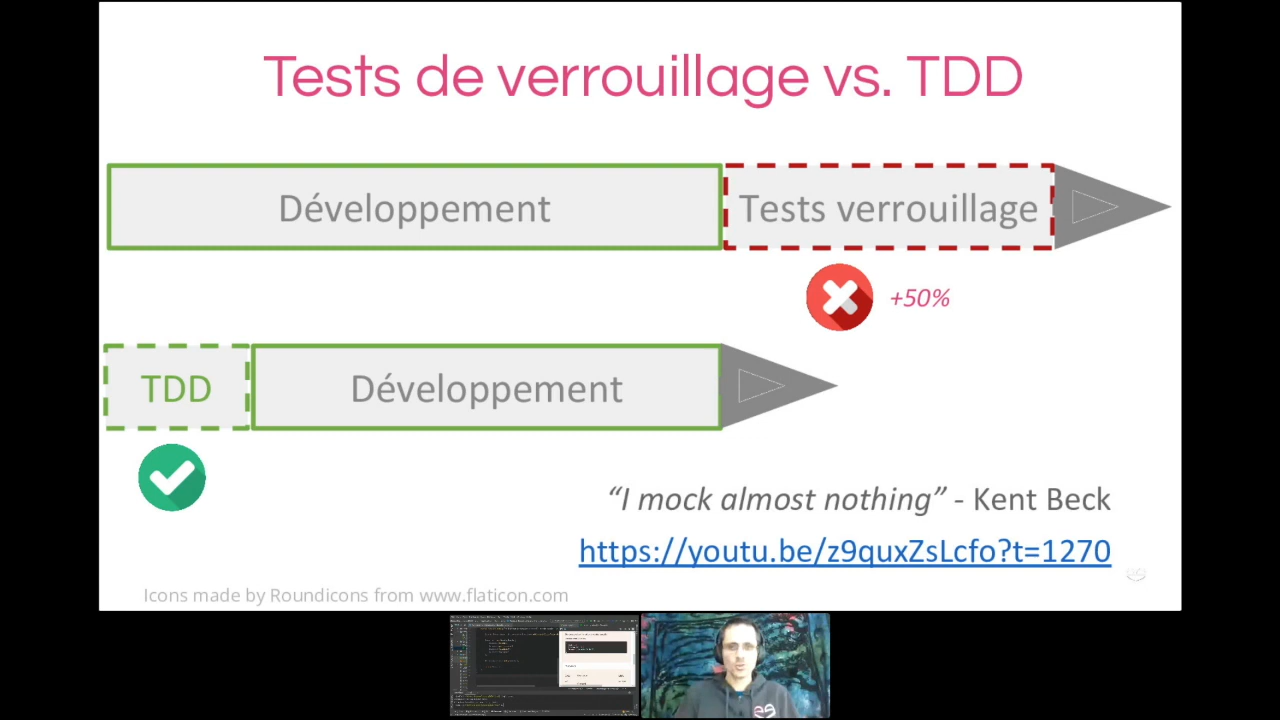 Tests de verrouillage vs. TDD
Développement
Tests verrouillage
+50%
TDD
Développement
“I mock almost nothing” - Kent Beck
https://youtu.be/z9quxZsLcfo?t=1270
Icons made by Roundicons from www.flaticon.com